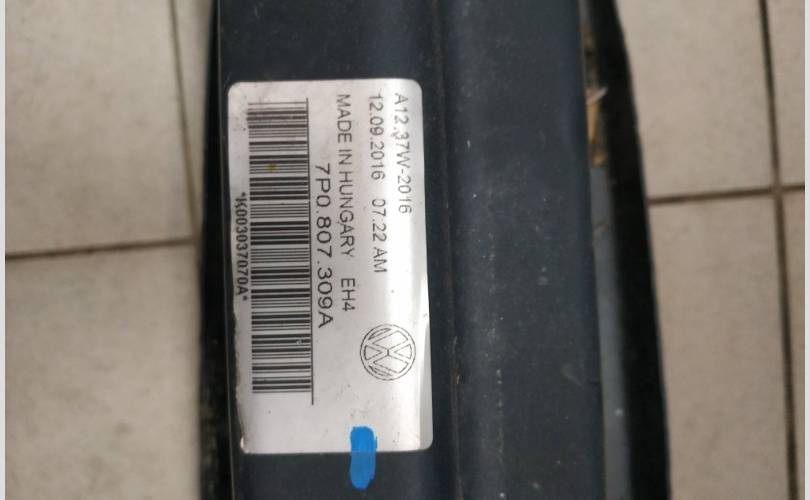 A12.37W-2016
12.09.2016 07.22 AM
MADE IN HUNGARY EH4
7P0.807.309A
*K003037070A*